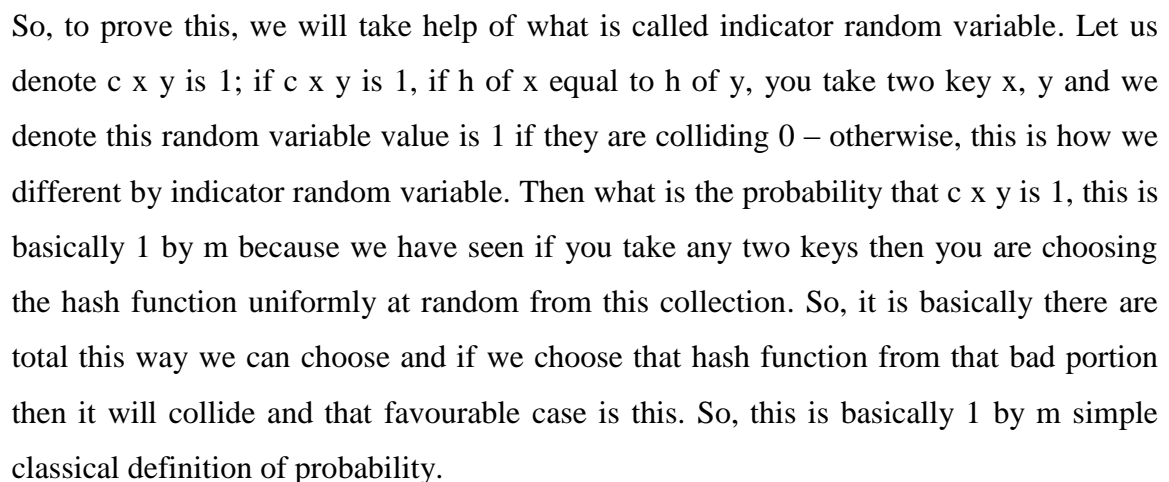 So, to prove this, we will take help of what is called indicator random variable. Let us
denote c x y is 1; if c x y is 1, if h of x equal to h of y, you take two key x, y and we
denote this random variable value is 1 if they are colliding 0 – otherwise, this is how we
different by indicator random variable. Then what is the probability that c x y is 1, this is
basically 1 by m because we have seen if you take any two keys then you are choosing
the hash function uniformly at random from this collection. So, it is basically there are
total this way we can choose and if we choose that hash function from that bad portion
then it will collide and that favourable case is this. So, this is basically 1 by m simple
classical definition of probability.